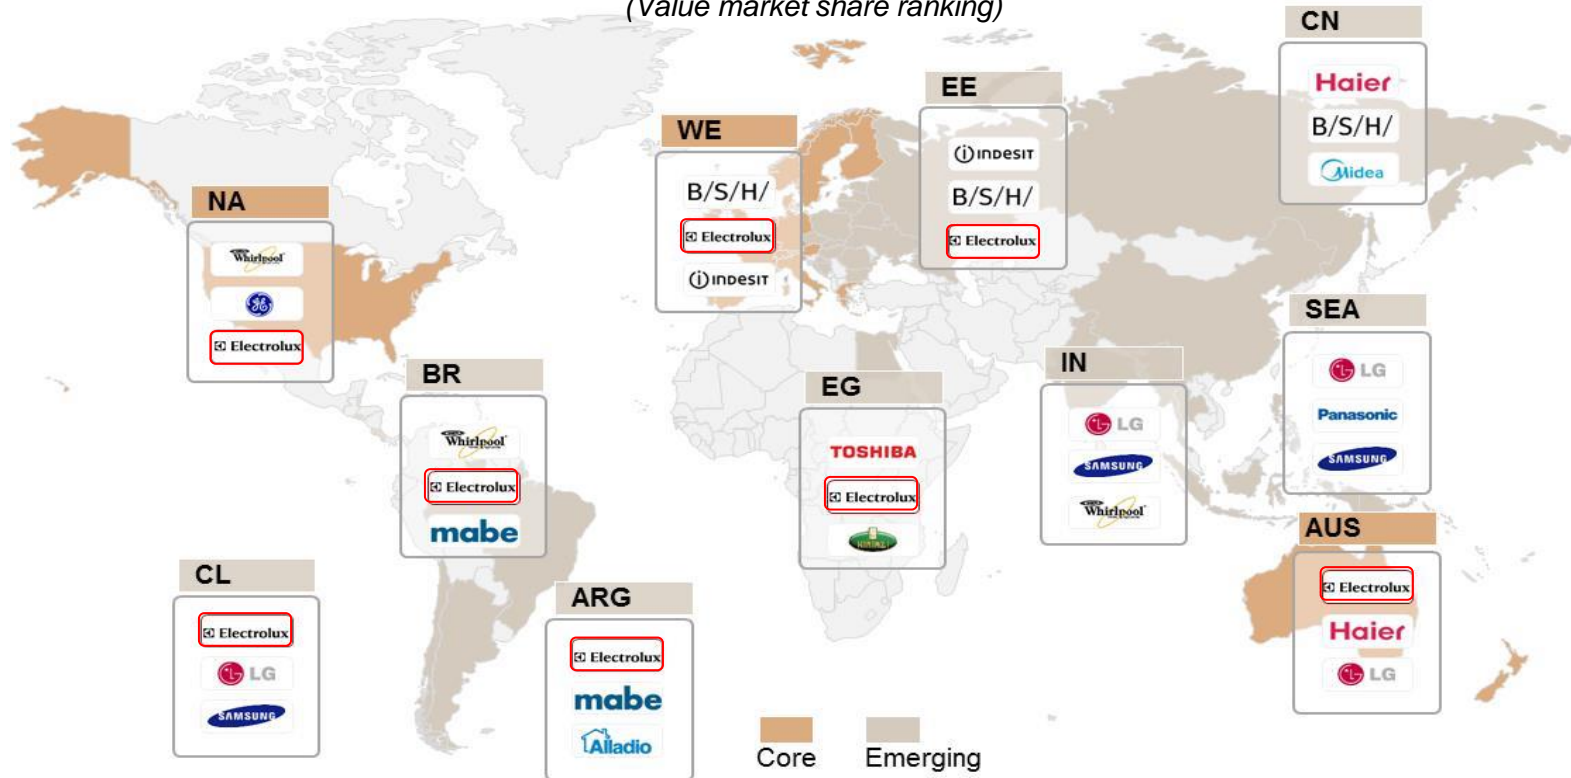 (Value market share ranking)
CN
Haier
B/S/H/
Midea
EE
INDESIT
B/S/H/
Electrolux
WE
B/S/H/
Electrolux
INDESIT
NA
Whirlpool
GE
Electrolux
SEA
LG
Panasonic
SAMSUNG
IN
LG
SAMSUNG
Whirlpool
BR
Whirlpool
Electrolux
mabe
EG
TOSHIBA
Electrolux
AUS
Electrolux
Haier
LG
CL
Electrolux
LG
SAMSUNG
ARG
Electrolux
mabe
Alladio
Core
Emerging